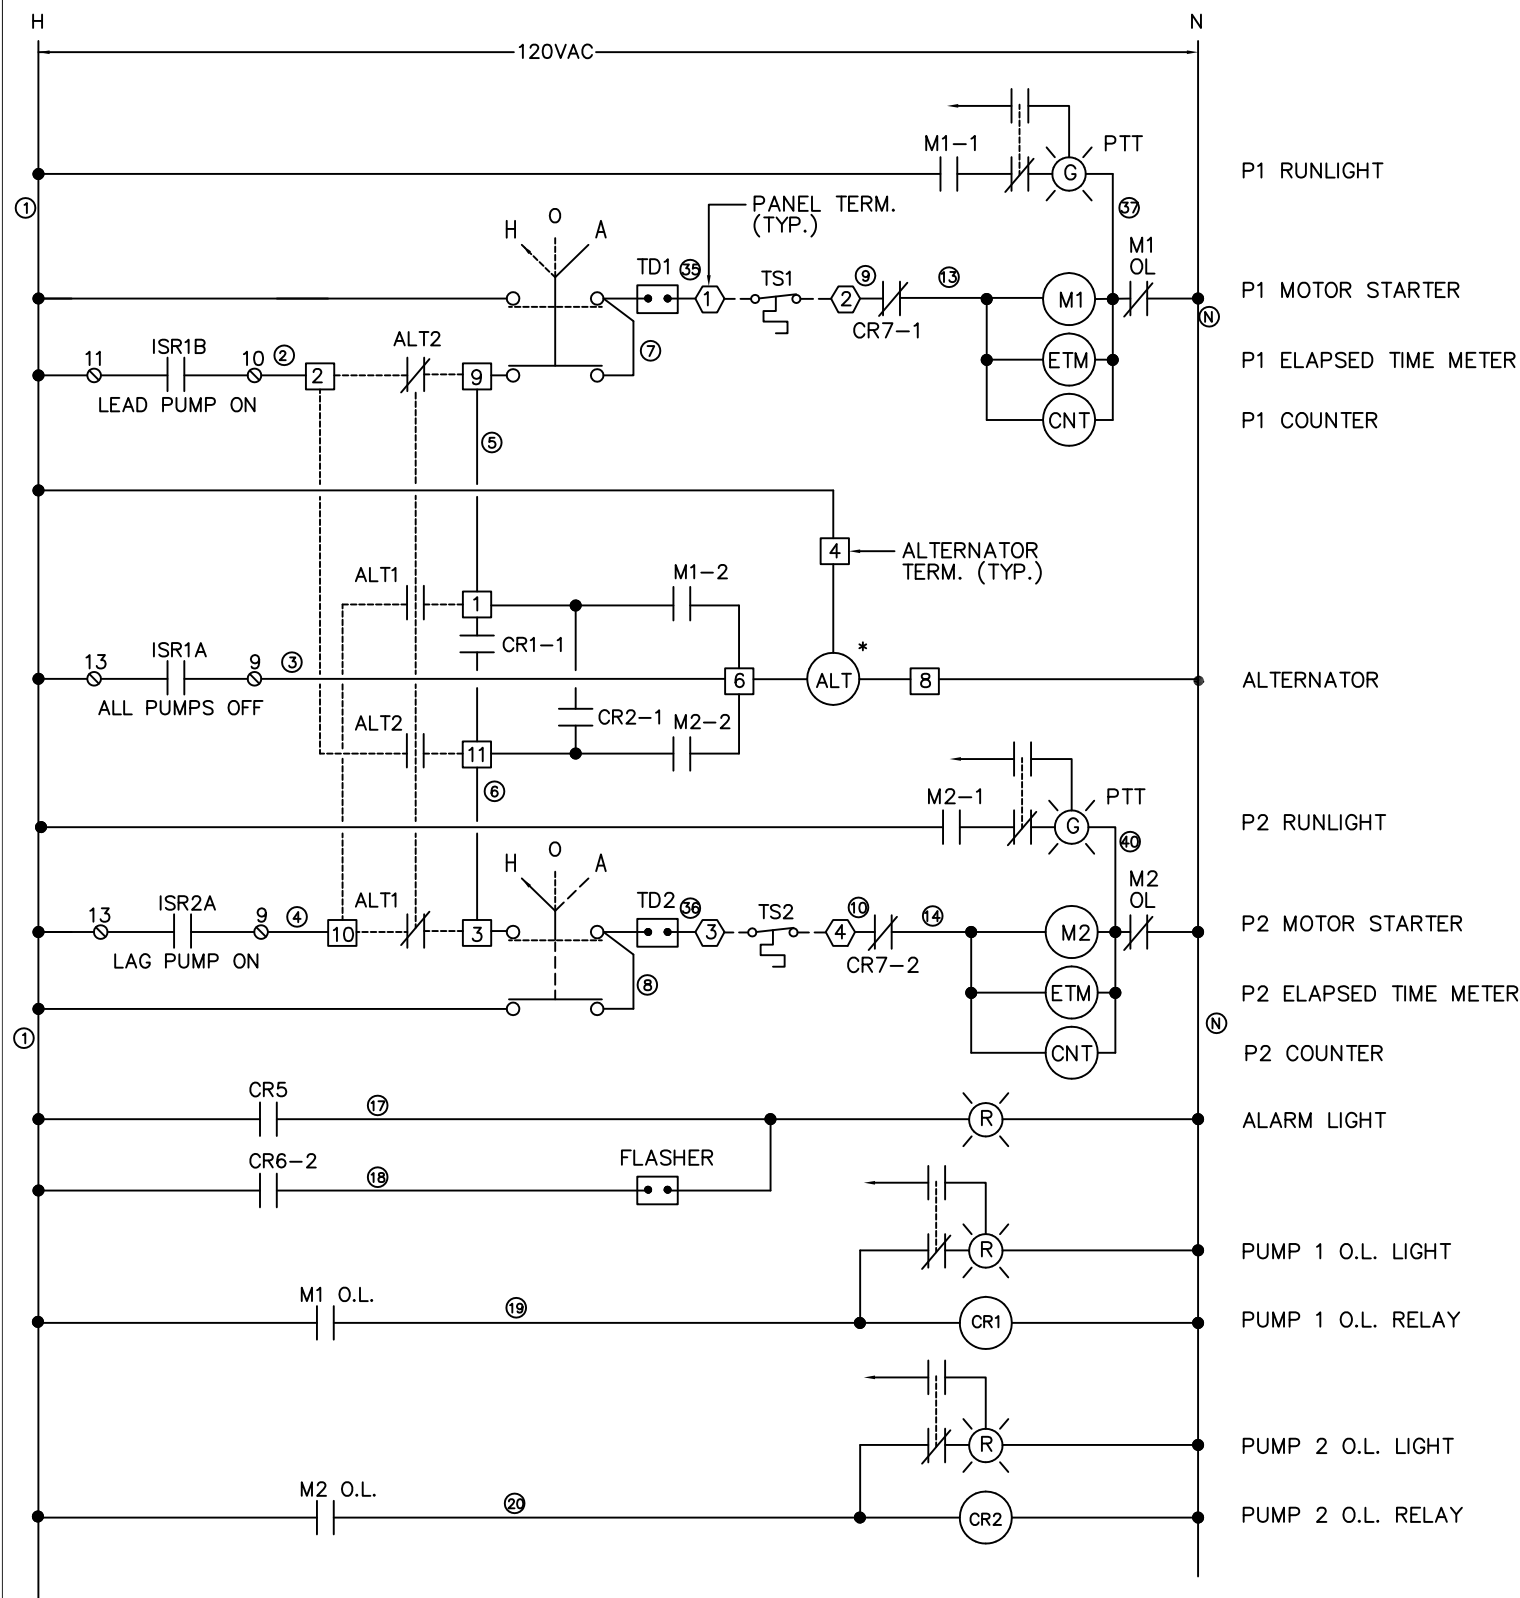 H
N
120VAC
M1-1
PTT
G
P1 RUNLIGHT
1
37
PANEL TERM.
(TYP.)
H
O
A
M1
OL
TD1
35
1
TS1
2
9
CR7-1
13
M1
N
P1 MOTOR STARTER
11
ISR1B
10
2
LEAD PUMP ON
2
ALT2
9
7
ETM
P1 ELAPSED TIME METER
CNT
P1 COUNTER
5
4
ALTERNATOR
TERM. (TYP.)
ALT1
1
M1-2
CR1-1
13
ISR1A
9
3
ALL PUMPS OFF
6
ALT
*
8
ALTERNATOR
ALT2
11
CR2-1
M2-2
6
M2-1
PTT
G
P2 RUNLIGHT
40
H
O
A
M2
OL
13
ISR2A
9
4
LAG PUMP ON
10
ALT1
3
TD2
36
3
TS2
4
10
CR7-2
14
M2
P2 MOTOR STARTER
8
ETM
P2 ELAPSED TIME METER
1
N
CNT
P2 COUNTER
CR5
17
R
ALARM LIGHT
CR6-2
18
FLASHER
R
PUMP 1 O.L. LIGHT
M1 O.L.
19
CR1
PUMP 1 O.L. RELAY
R
PUMP 2 O.L. LIGHT
M2 O.L.
20
CR2
PUMP 2 O.L. RELAY